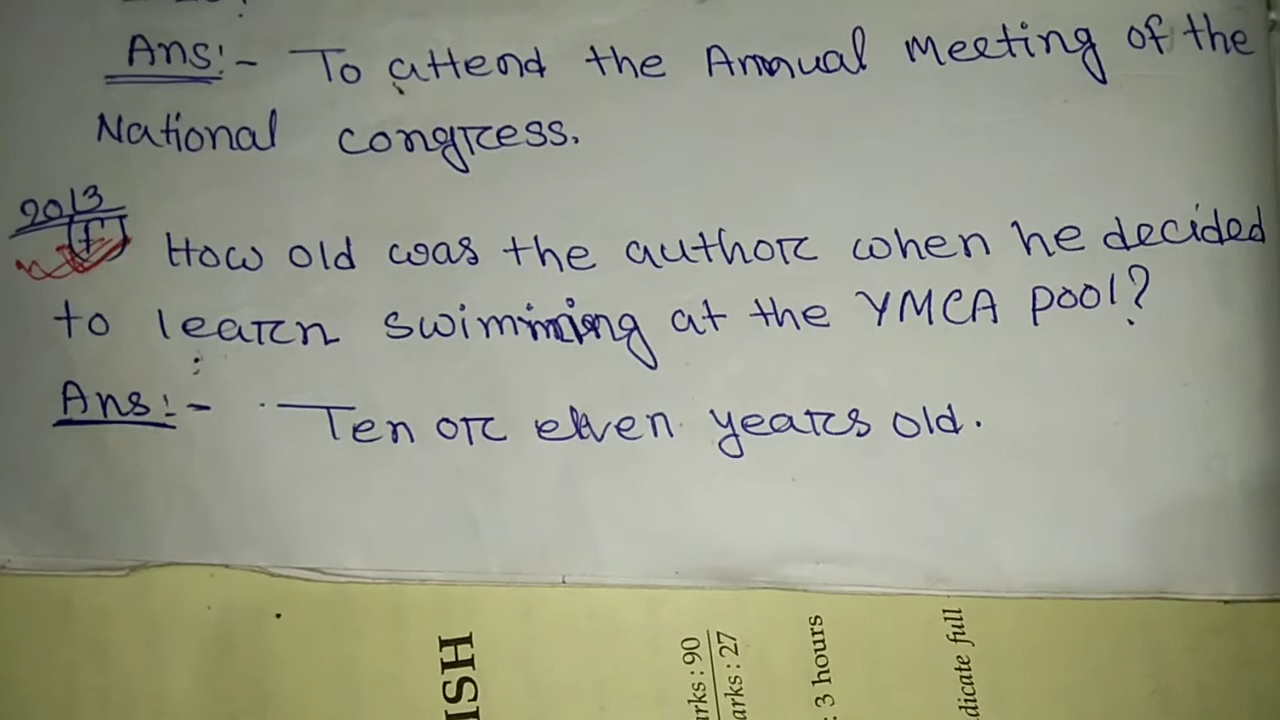 Ans:- To attend the Annual Meeting of the
National congress.
2013
f
How old was the author when he decided
to learn swimming at the YMCA pool?
Ans:- Ten or eleven years old.
ISH
arks : 90
arks : 27
: 3 hours
dicate full